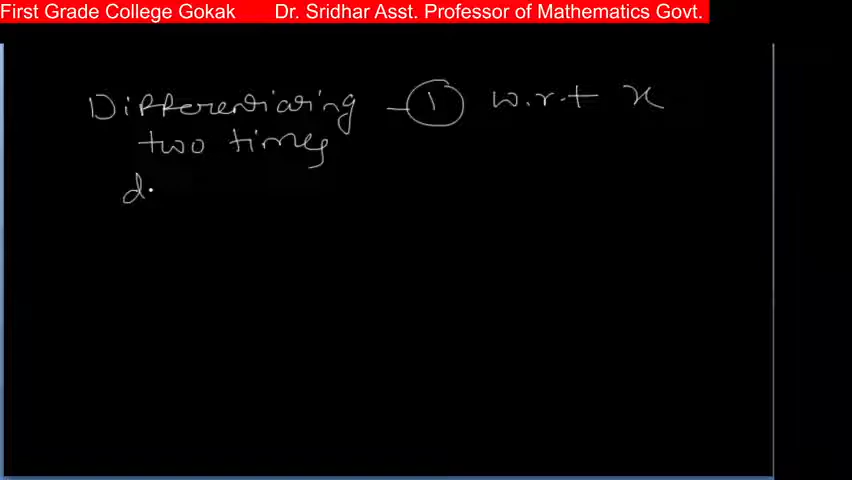 First Grade College Gokak Dr. Sridhar Asst. Professor of Mathematics Govt.
Differentiating - ① w.r.t x
two times
d